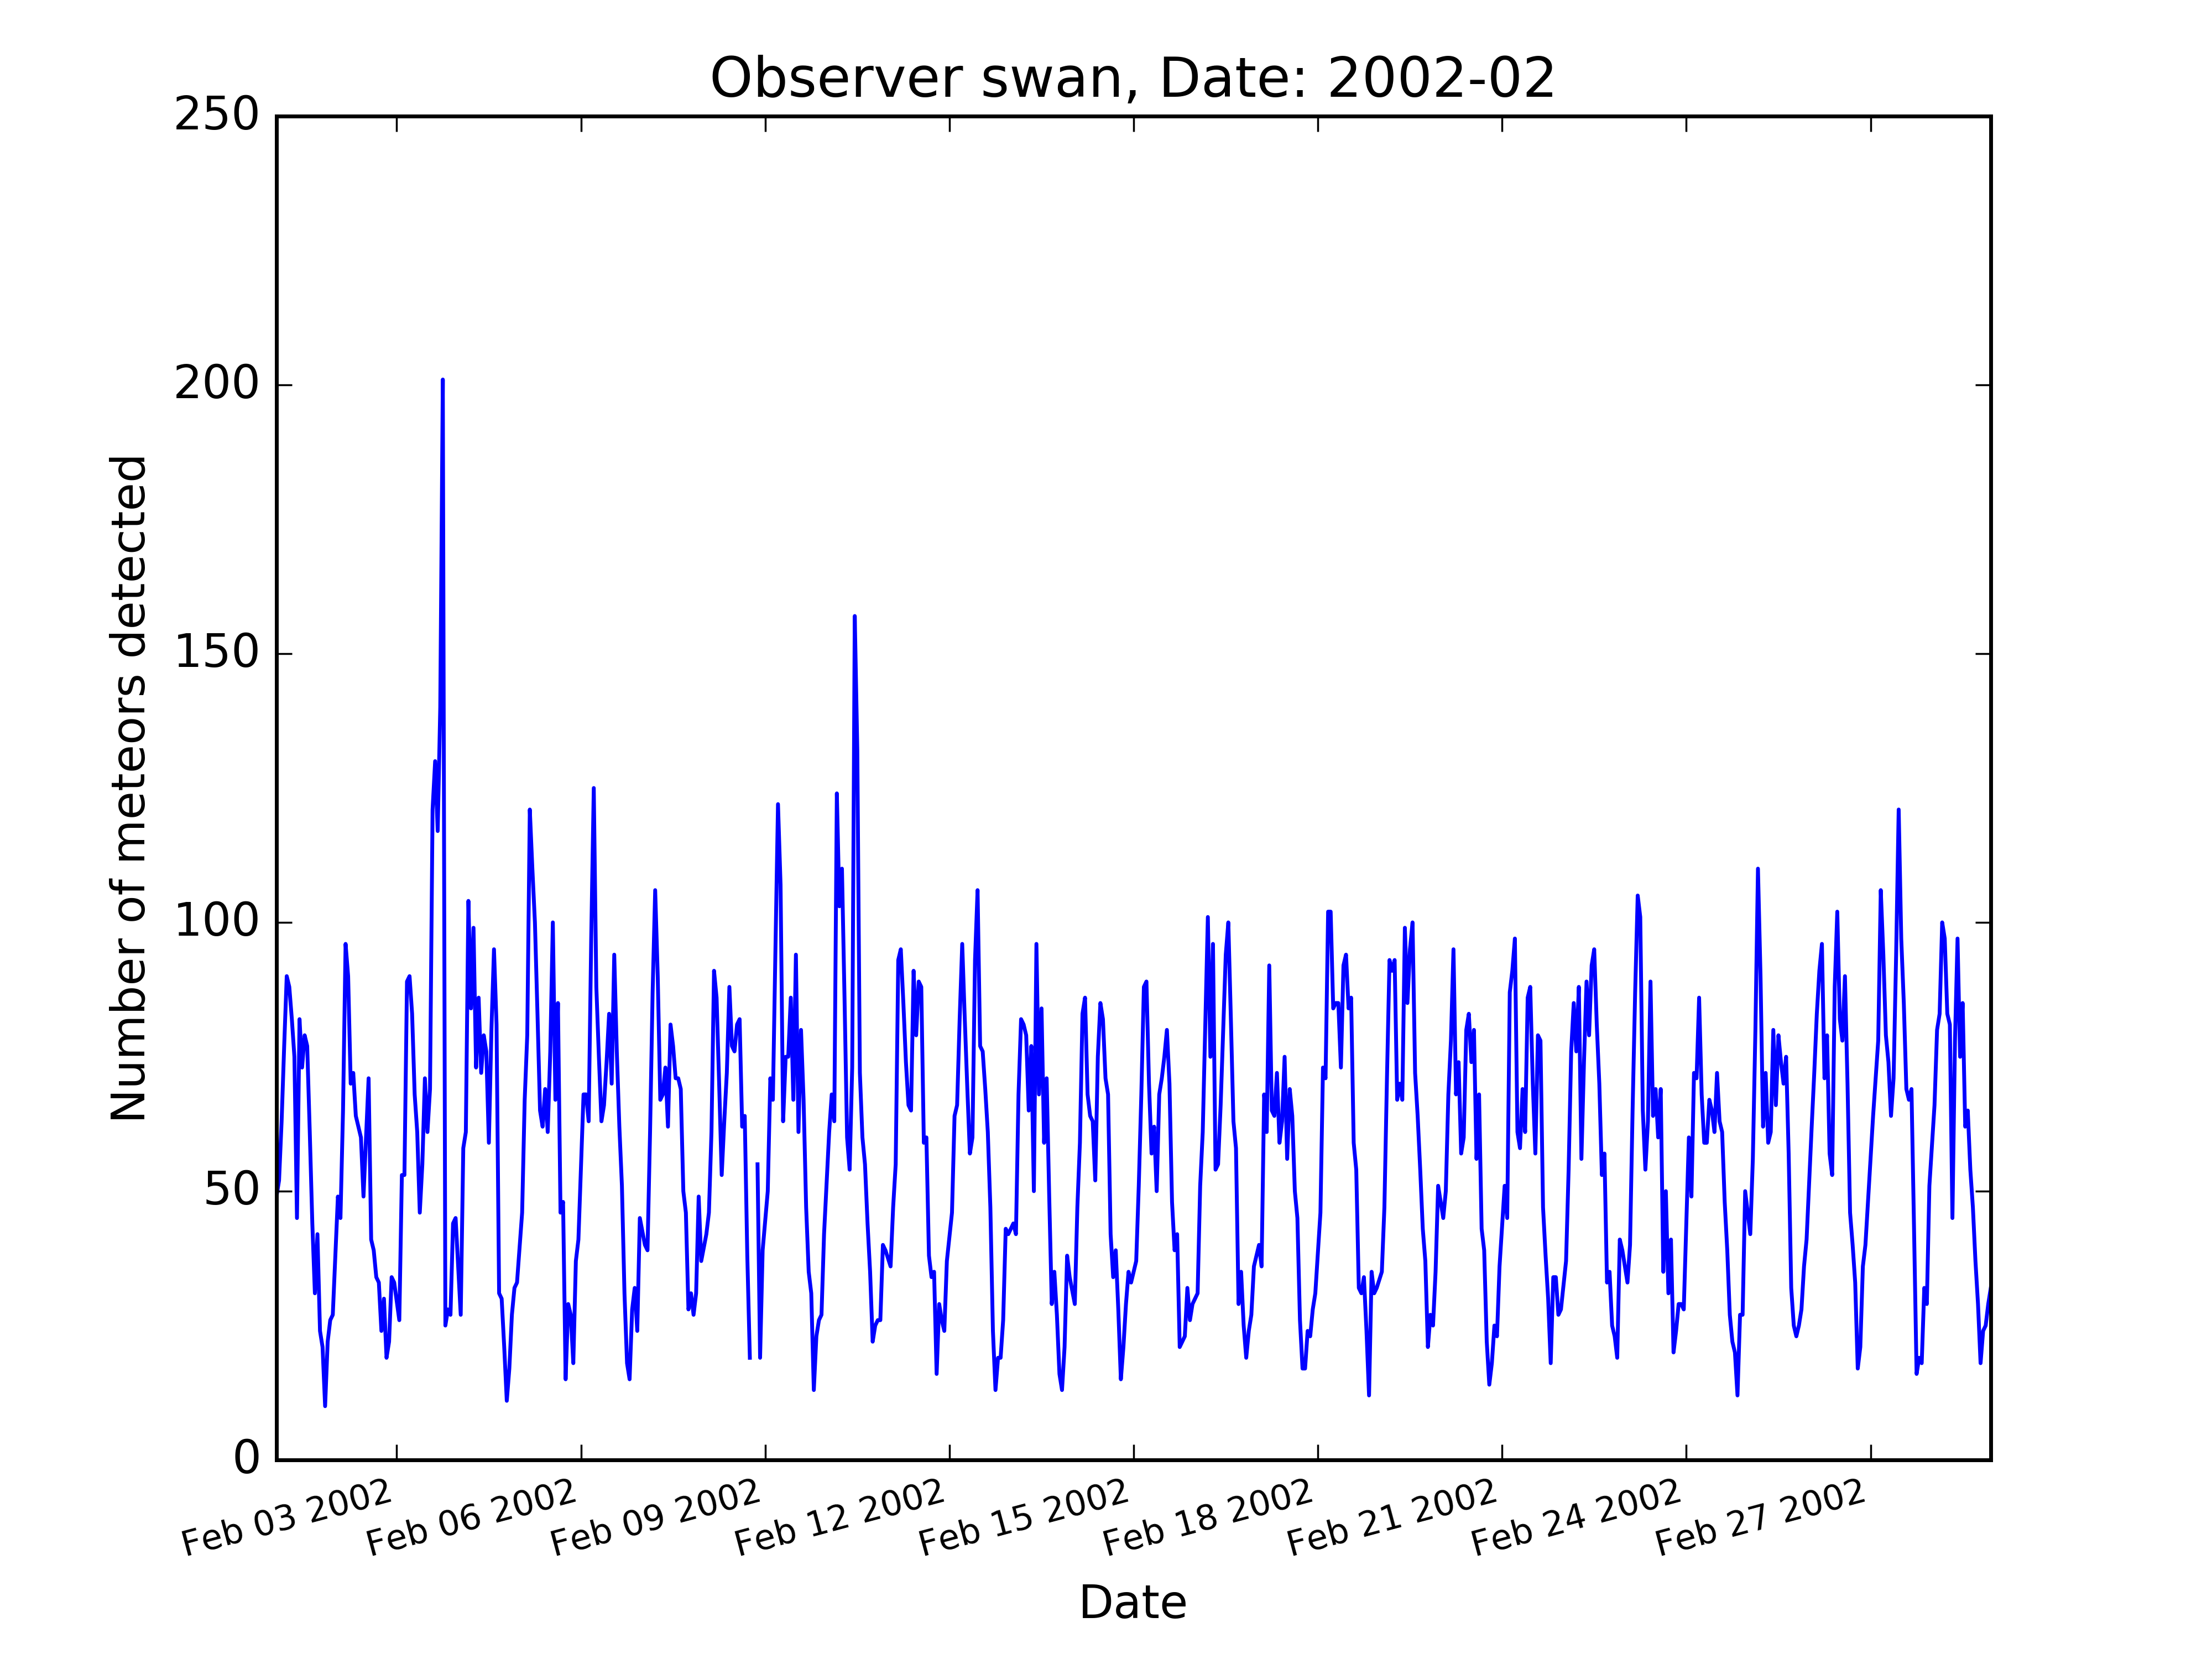 Observer swan, Date: 2002-02
250
200
150
100
50
0
Number of meteors detected
Feb 03 2002
Feb 06 2002
Feb 09 2002
Feb 12 2002
Feb 15 2002
Feb 18 2002
Feb 21 2002
Feb 24 2002
Feb 27 2002
Date